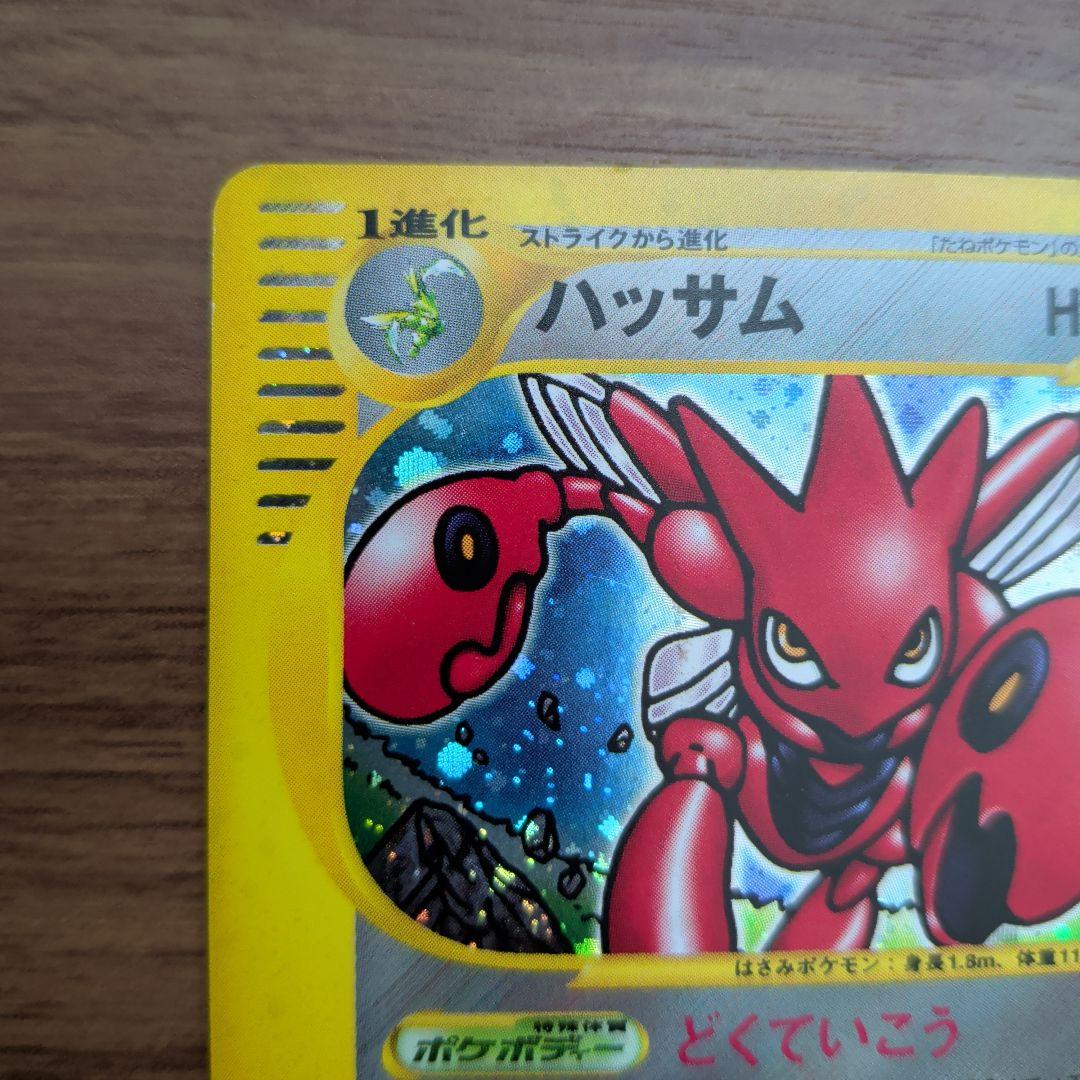 1進化
ストライクから進化
「たねポケモン」の
ハッサム
H
はさみポケモン：身長1.8m、体重11
特殊体質
ポケボディー
どくていこう